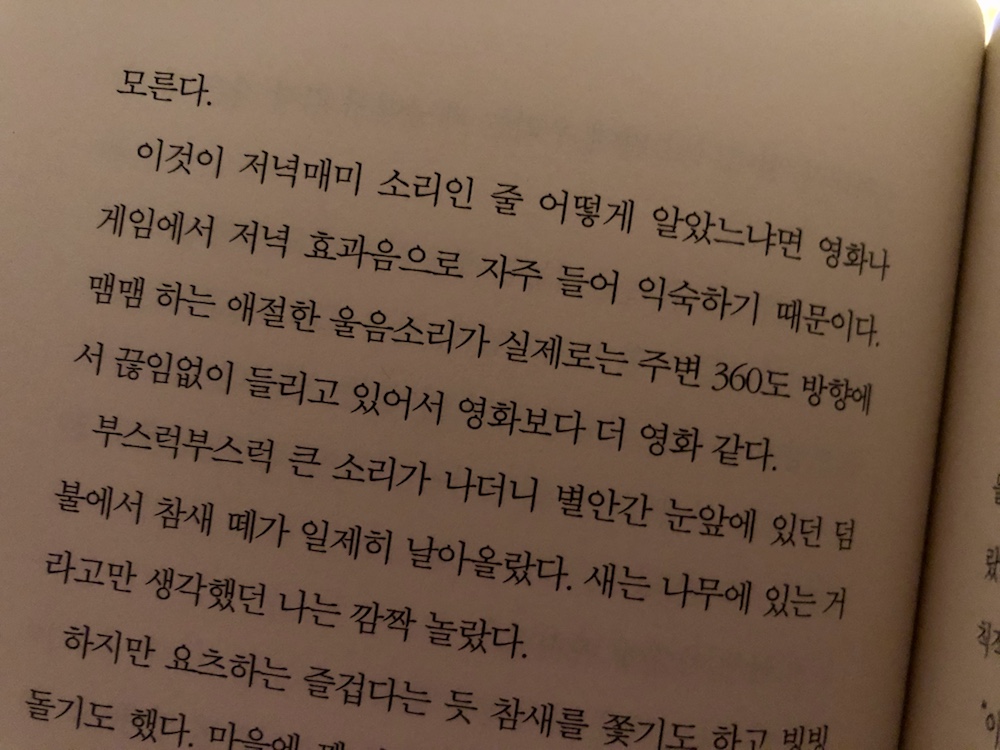 모른다.
이것이 저녁매미 소리인 줄 어떻게 알았느냐면 영화나
게임에서 저녁 효과음으로 자주 들어 익숙하기 때문이다.
맴맴 하는 애절한 울음소리가 실제로는 주변 360도 방향에
서 끊임없이 들리고 있어서 영화보다 더 영화 같다.
부스럭부스럭 큰 소리가 나더니 별안간 눈앞에 있던 덤
불에서 참새 떼가 일제히 날아올랐다. 새는 나무에 있는 거
라고만 생각했던 나는 깜짝 놀랐다.
하지만 요츠하는 즐겁다는 듯 참새를 쫓기도 하고 빙빙
돌기도 했다. 마을에